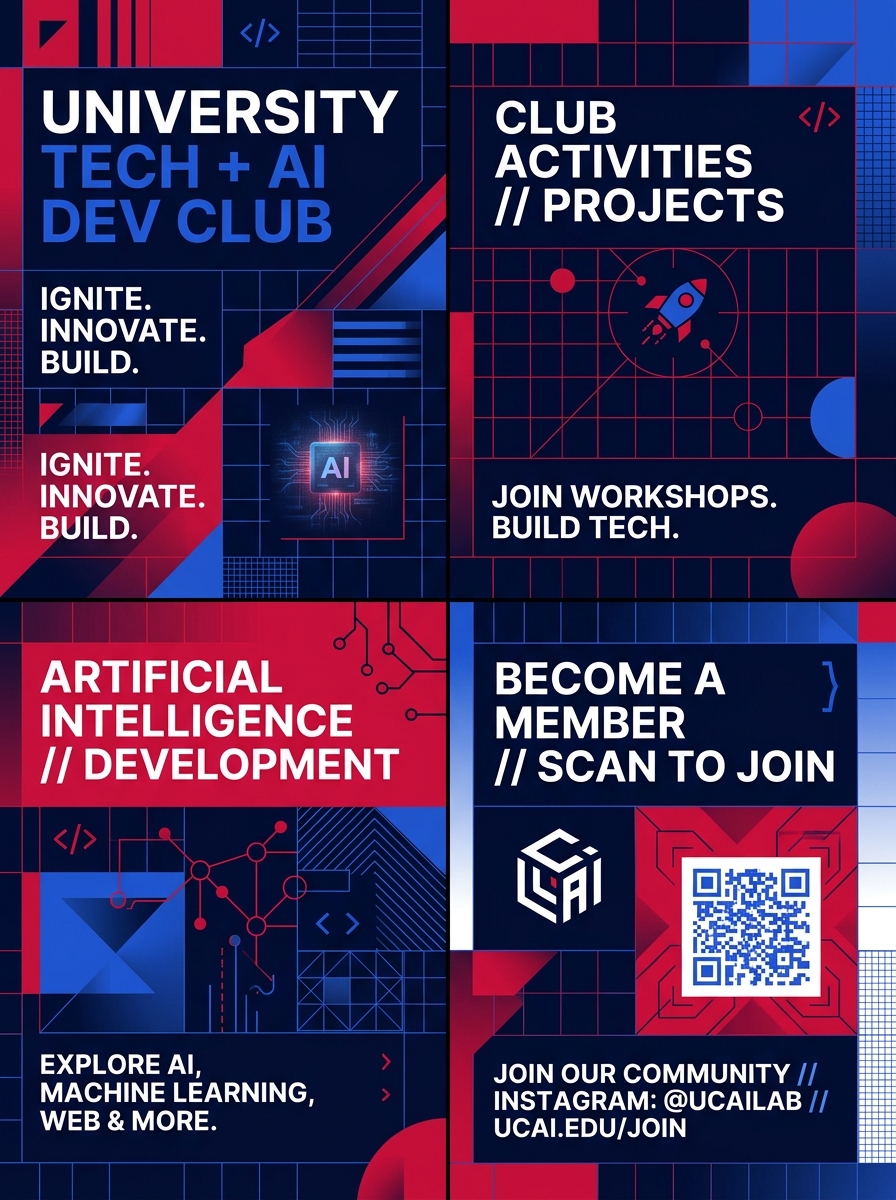 </>
UNIVERSITY
TECH + AI
DEV CLUB
IGNITE.
INNOVATE.
BUILD.
IGNITE.
INNOVATE.
BUILD.
AI
CLUB
</>
ACTIVITIES
// PROJECTS
JOIN WORKSHOPS.
BUILD TECH.
ARTIFICIAL
INTELLIGENCE
// DEVELOPMENT
</>
< >
EXPLORE AI,
MACHINE LEARNING,
WEB & MORE.
BECOME A
}
MEMBER
// SCAN TO JOIN
JOIN OUR COMMUNITY //
INSTAGRAM: @UCAILAB //
UCAI.EDU/JOIN